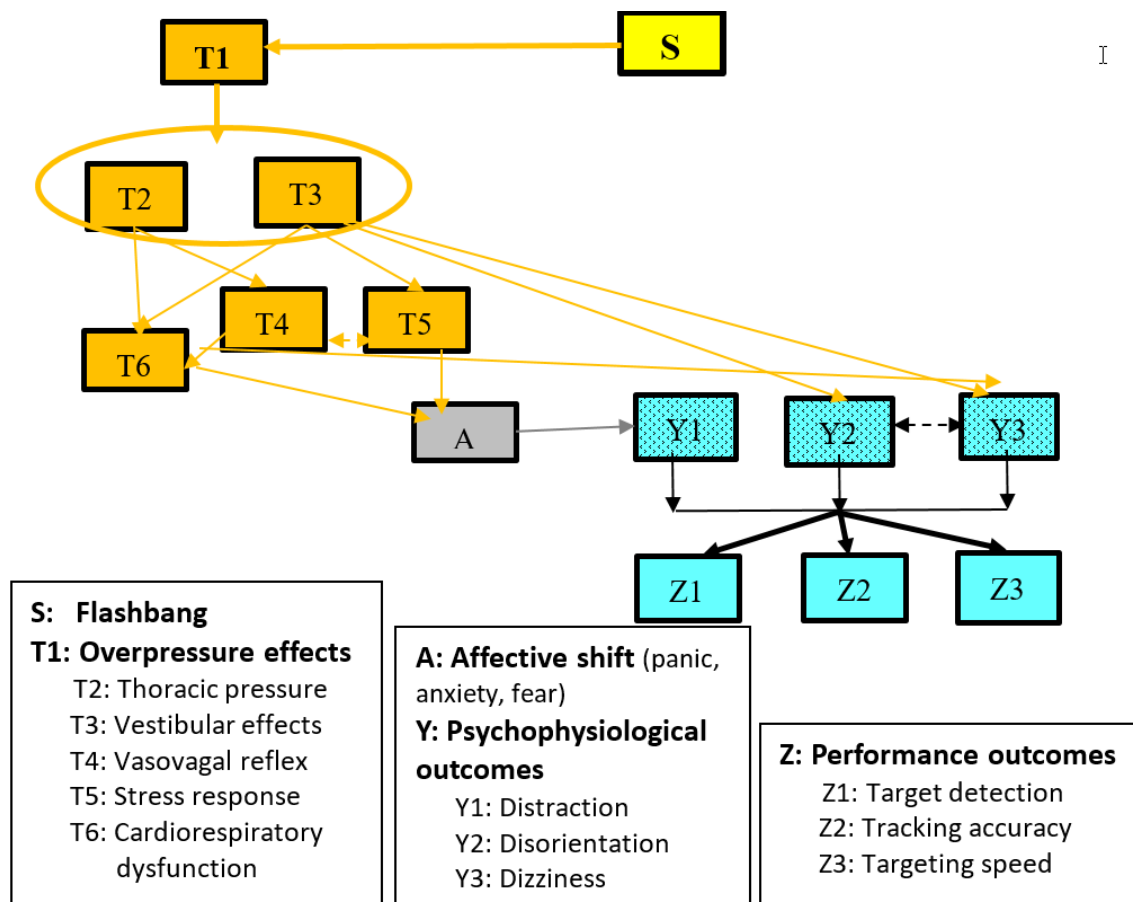 S
T1
T2
T3
T4
T5
T6
A
Y1
Y2
Y3
Z1
Z2
Z3
S: Flashbang
T1: Overpressure effects
T2: Thoracic pressure
T3: Vestibular effects
T4: Vasovagal reflex
T5: Stress response
T6: Cardiorespiratory
dysfunction
A: Affective shift (panic,
anxiety, fear)
Y: Psychophysiological
outcomes
Y1: Distraction
Y2: Disorientation
Y3: Dizziness
Z: Performance outcomes
Z1: Target detection
Z2: Tracking accuracy
Z3: Targeting speed